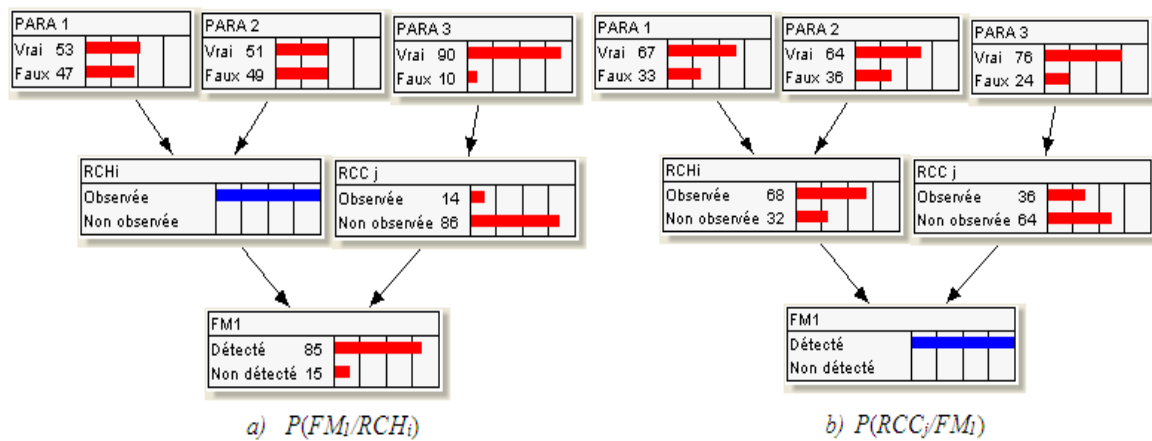 PARA 1
Vrai 53
Faux 47
PARA 2
Vrai 51
Faux 49
PARA 3
Vrai 90
Faux 10
RCHi
Observée
Non observée
RCC j
Observée 14
Non observée 86
FM1
Détecté 85
Non détecté 15
a) P(FM1/RCHi)
PARA 1
Vrai 67
Faux 33
PARA 2
Vrai 64
Faux 36
PARA 3
Vrai 76
Faux 24
RCHi
Observée 68
Non observée 32
RCC j
Observée 36
Non observée 64
FM1
Détecté
Non détecté
b) P(RCCj/FM1)